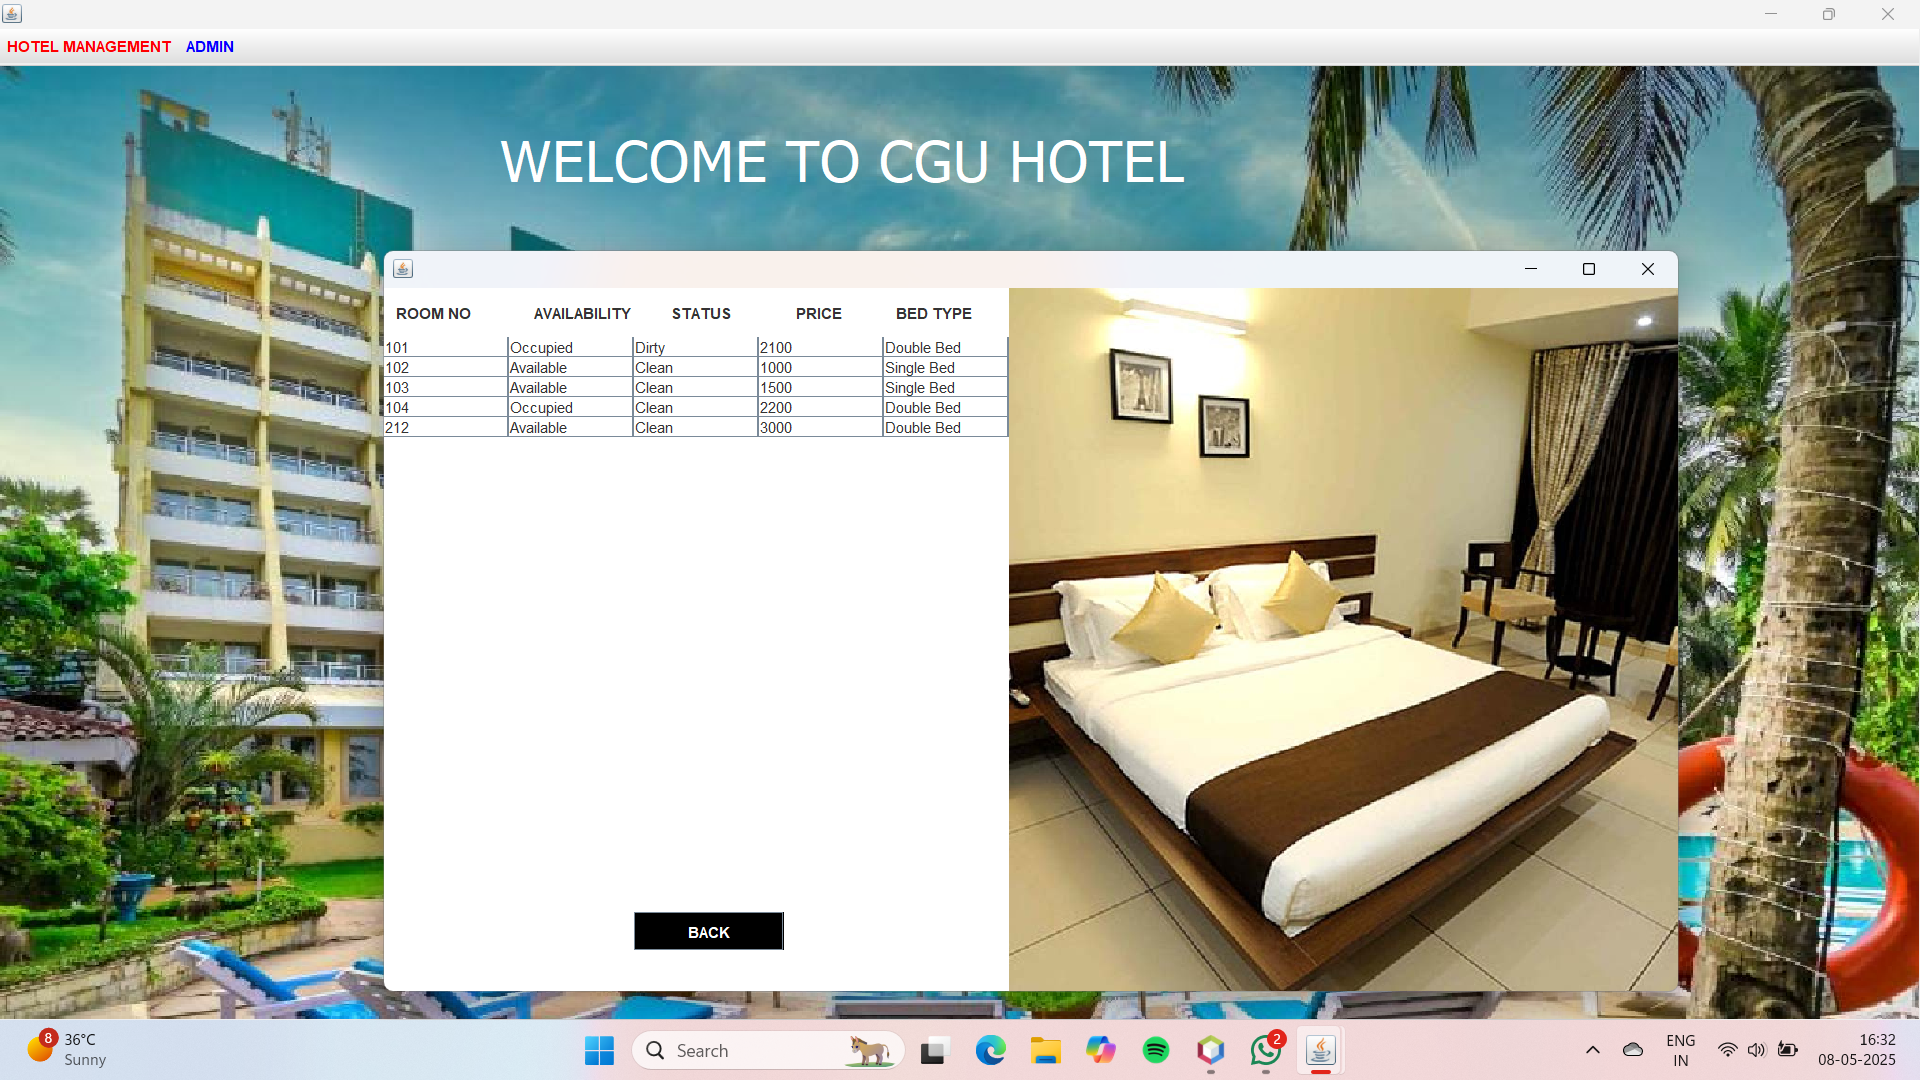 HOTEL MANAGEMENT ADMIN
WELCOME TO CGU HOTEL
ROOM NO AVAILABILITY STATUS PRICE BED TYPE
101 Occupied Dirty 2100 Double Bed
102 Available Clean 1000 Single Bed
103 Available Clean 1500 Single Bed
104 Occupied Clean 2200 Double Bed
212 Available Clean 3000 Double Bed
BACK
8
36°C
Sunny
Search
2
ENG
IN
16:32
08-05-2025